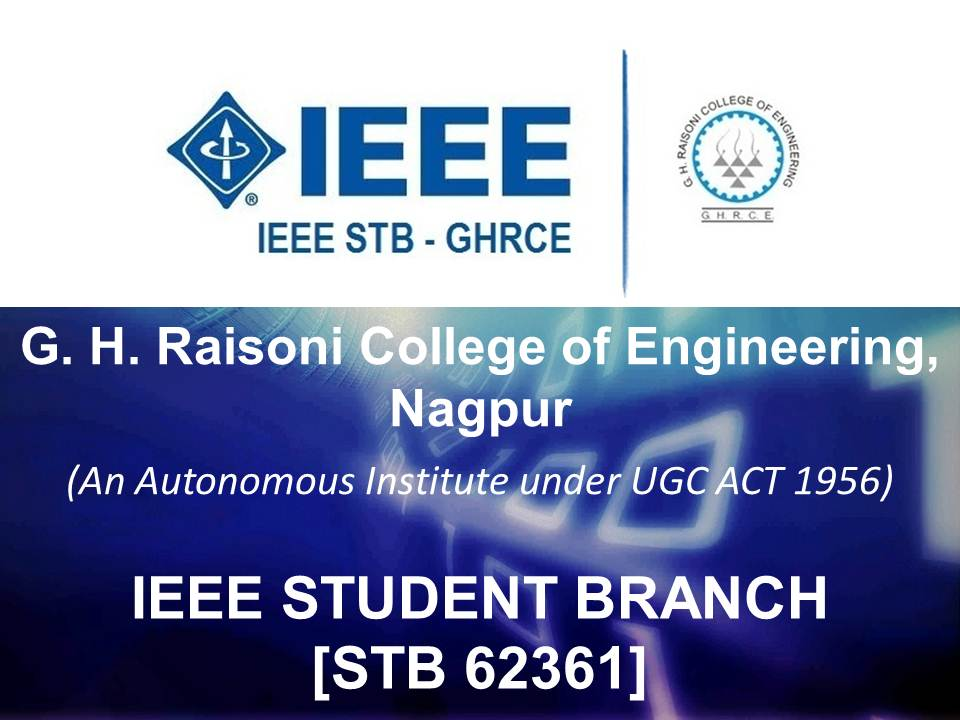 IEEE
®
IEEE STB - GHRCE
G. H. RAISONI COLLEGE OF ENGINEERING
G. H. R. C. E.
G. H. Raisoni College of Engineering,
Nagpur
(An Autonomous Institute under UGC ACT 1956)
IEEE STUDENT BRANCH
[STB 62361]